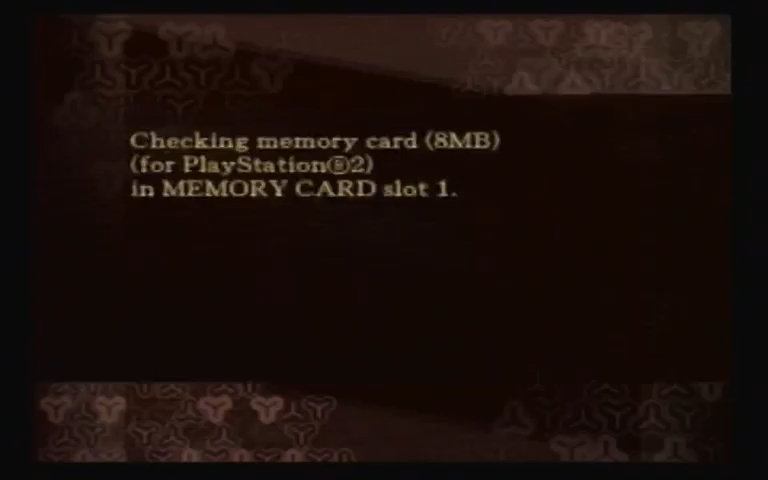 Checking memory card (8MB)
(for PlayStation®2)
in MEMORY CARD slot 1.